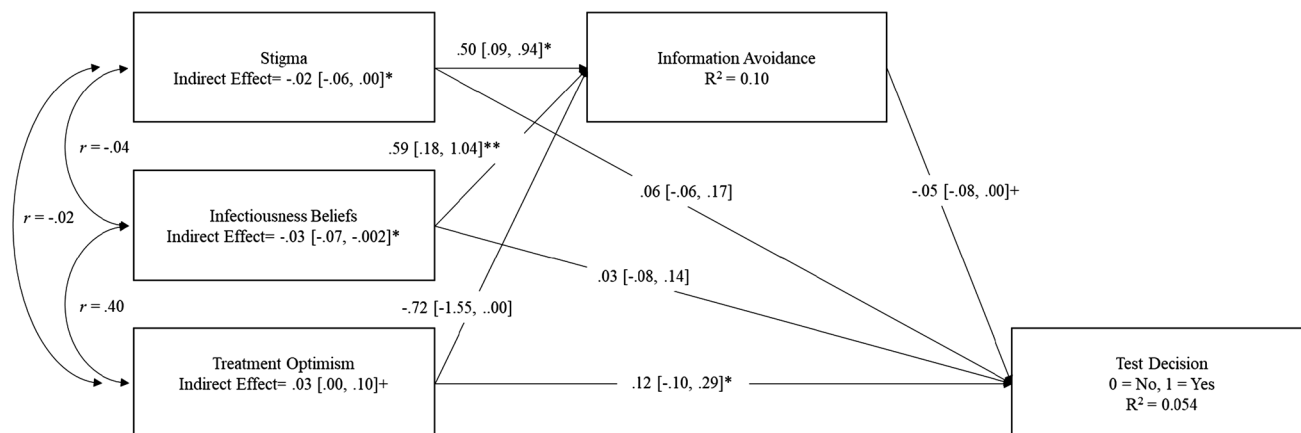 Stigma
Indirect Effect= -.02 [-.06, .00]*
.50 [.09, .94]*
Information Avoidance
R² = 0.10
r = -.04
.59 [.18, 1.04]**
.06 [-.06, .17]
-.05 [-.08, .00]+
r = -.02
Infectiousness Beliefs
Indirect Effect= -.03 [-.07, -.002]*
.03 [-.08, .14]
r = .40
-.72 [-1.55, ..00]
Treatment Optimism
Indirect Effect= .03 [.00, .10]+
.12 [-.10, .29]*
Test Decision
0 = No, 1 = Yes
R² = 0.054